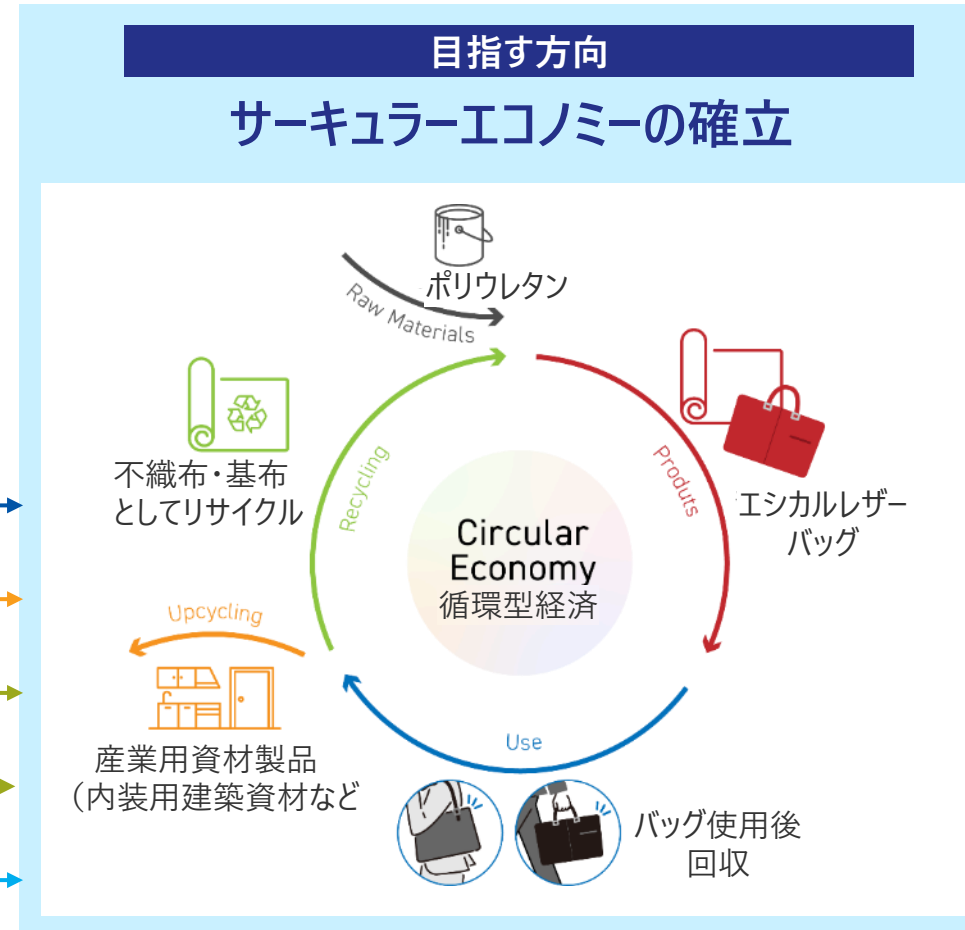 目指す方向
サーキュラーエコノミーの確立
ポリウレタン
Raw Materials
不織布・基布
としてリサイクル
Recycling
Produts
エシカルレザー
バッグ
Circular
Economy
循環型経済
Upcycling
産業用資材製品
(内装用建築資材など
Use
バッグ使用後
回収